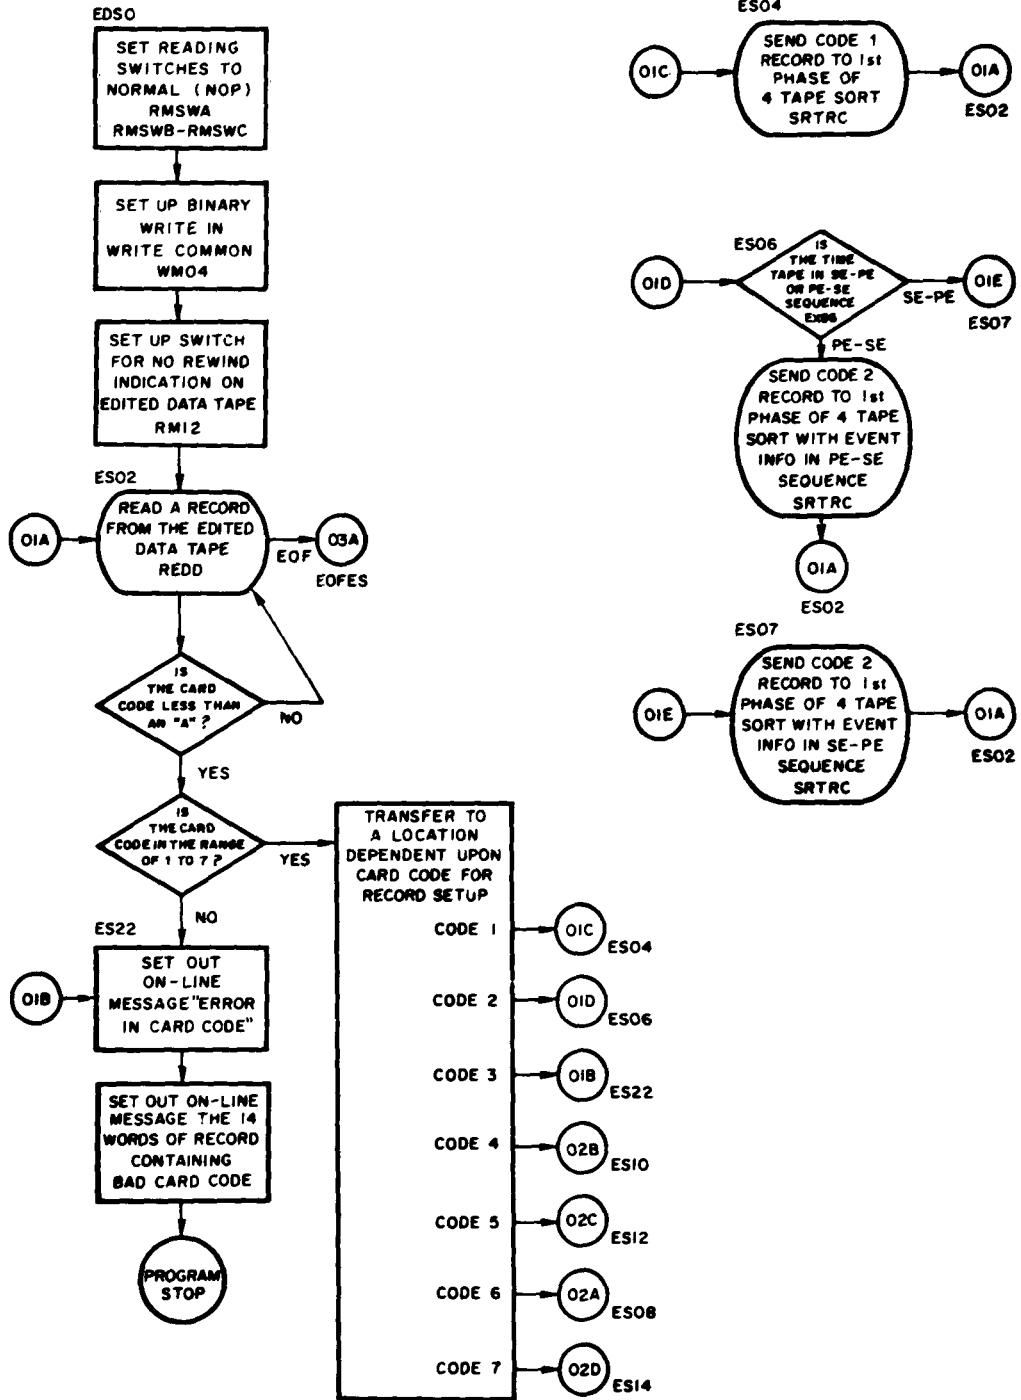 EDS0
SET READING
SWITCHES TO
NORMAL (NOP)
RMSWA
RMSWB-RMSWC
SET UP BINARY
WRITE IN
WRITE COMMON
WM04
SET UP SWITCH
FOR NO REWIND
INDICATION ON
EDITED DATA TAPE
RM12
ES02
01A
READ A RECORD
FROM THE EDITED
DATA TAPE
REDD
EOF
03A
EOFES
IS
THE CARD
CODE LESS THAN
AN "A"?
NO
YES
IS
THE CARD
CODE IN THE RANGE
OF 1 TO 7?
YES
NO
ES22
01B
SET OUT
ON-LINE
MESSAGE "ERROR
IN CARD CODE"
SET OUT ON-LINE
MESSAGE THE 14
WORDS OF RECORD
CONTAINING
BAD CARD CODE
PROGRAM
STOP
TRANSFER TO
A LOCATION
DEPENDENT UPON
CARD CODE FOR
RECORD SETUP
CODE 1
01C
ES04
CODE 2
01D
ES06
CODE 3
01B
ES22
CODE 4
02B
ES10
CODE 5
02C
ES12
CODE 6
02A
ES08
CODE 7
02D
ES14
ES04
01C
SEND CODE 1
RECORD TO 1st
PHASE OF
4 TAPE SORT
SRTRC
01A
ES02
ES06
01D
IS
THE TIME
TAPE IN SE-PE
OR PE-SE
SEQUENCE
SE-PE
01E
ES07
PE-SE
SEND CODE 2
RECORD TO 1st
PHASE OF 4 TAPE
SORT WITH EVENT
INFO IN PE-SE
SEQUENCE
SRTRC
01A
ES02
ES07
01E
SEND CODE 2
RECORD TO 1st
PHASE OF 4 TAPE
SORT WITH EVENT
INFO IN SE-PE
SEQUENCE
SRTRC
01A
ES02